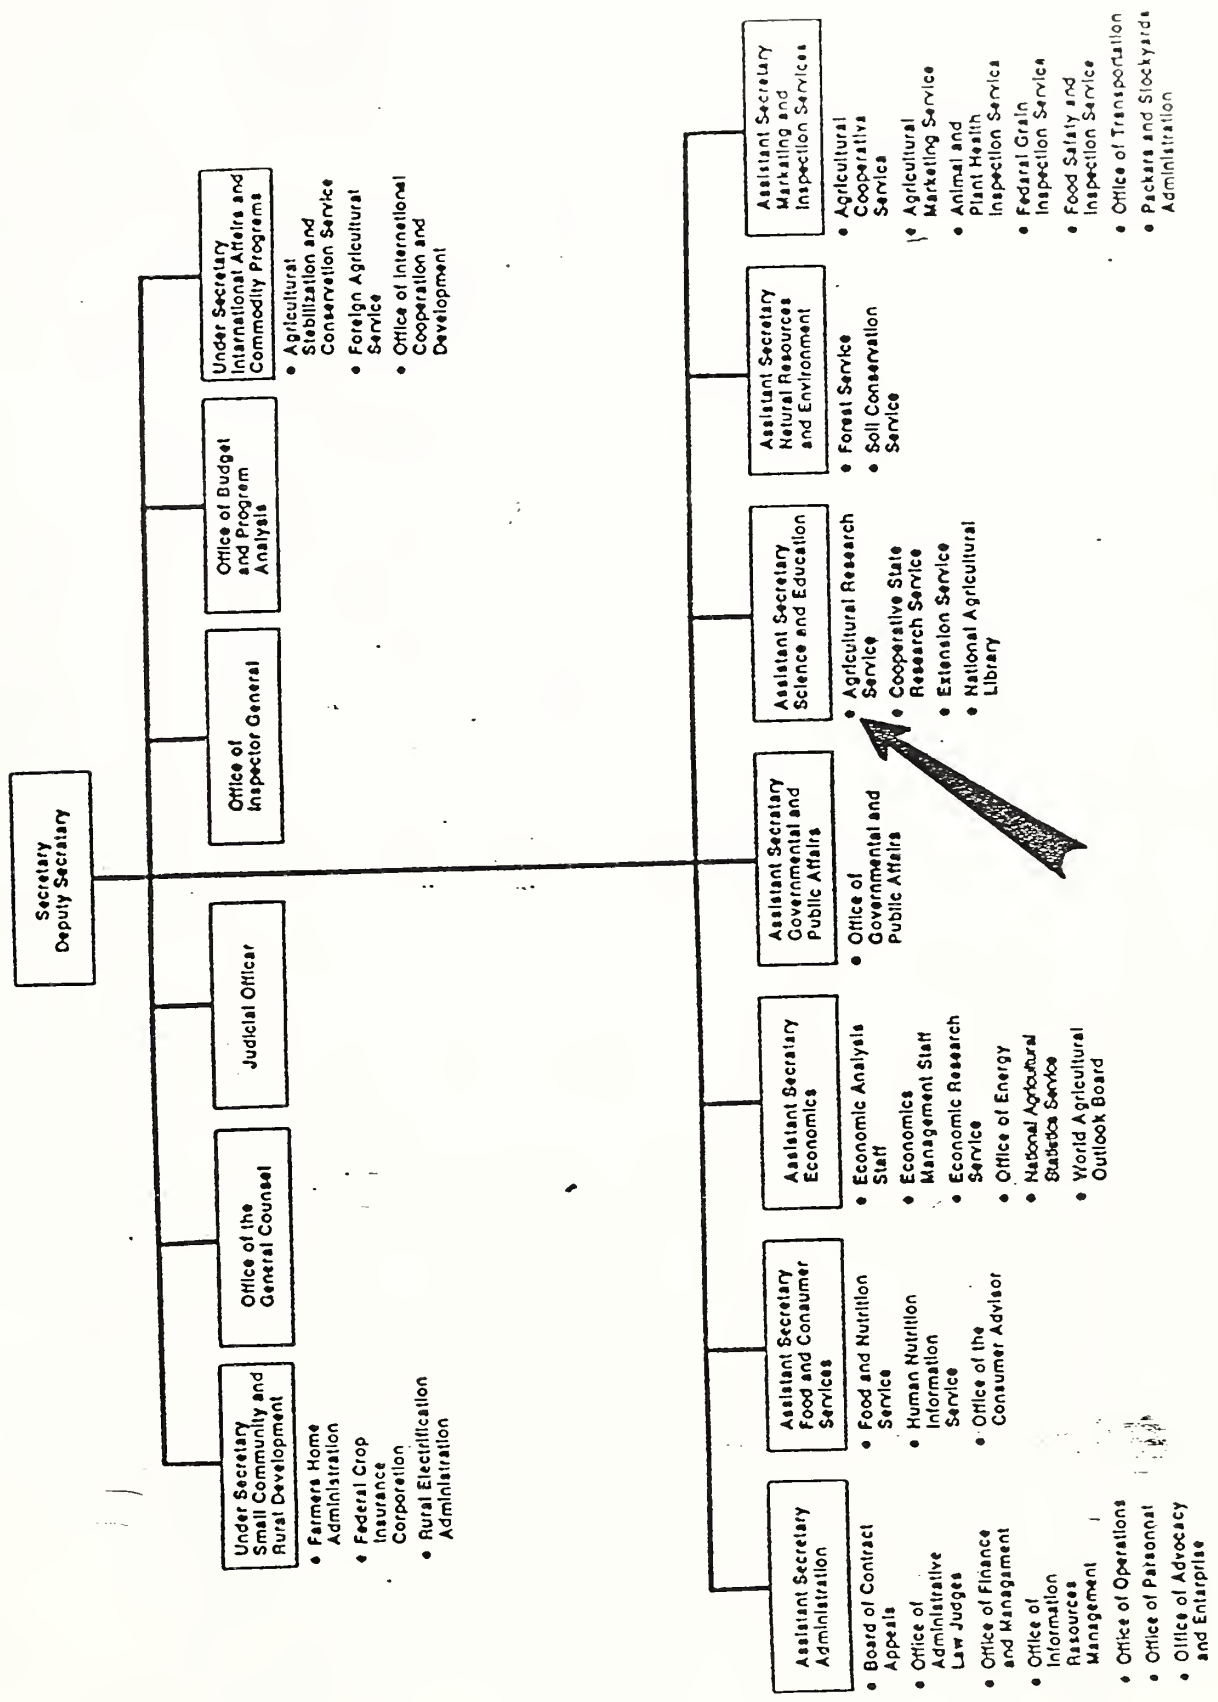 Secretary
Deputy Secretary
Under Secretary
Small Community and
Rural Development
• Farmers Home
Administration
• Federal Crop
Insurance
Corporation
• Rural Electrification
Administration
Office of the
General Counsel
Judicial Officer
Office of
Inspector General
Office of Budget
and Program
Analysis
Under Secretary
International Affairs and
Commodity Programs
• Agricultural
Stabilization and
Conservation Service
• Foreign Agricultural
Service
• Office of International
Cooperation and
Development
Assistant Secretary
Administration
• Board of Contract
Appeals
• Office of
Administrative
Law Judges
• Office of Finance
and Management
• Office of
Information
Resources
Management
• Office of Operations
• Office of Personnel
• Office of Advocacy
and Enterprise
Assistant Secretary
Food and Consumer
Services
• Food and Nutrition
Service
• Human Nutrition
Information
Service
• Office of the
Consumer Advisor
Assistant Secretary
Economics
• Economic Analysis
Staff
• Economics
Management Staff
• Economic Research
Service
• Office of Energy
• National Agricultural
Statistics Service
• World Agricultural
Outlook Board
Assistant Secretary
Governmental and
Public Affairs
• Office of
Governmental and
Public Affairs
Assistant Secretary
Science and Education
• Agricultural Research
Service
• Cooperative State
Research Service
• Extension Service
• National Agricultural
Library
Assistant Secretary
Natural Resources
and Environment
• Forest Service
• Soil Conservation
Service
Assistant Secretary
Marketing and
Inspection Services
• Agricultural
Cooperative
Service
• Agricultural
Marketing Service
• Animal and
Plant Health
Inspection Service
• Federal Grain
Inspection Service
• Food Safety and
Inspection Service
• Office of Transportation
• Packers and Stockyards
Administration